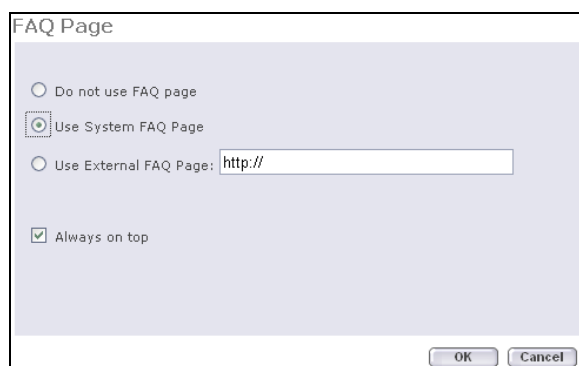 FAQ Page
Do not use FAQ page
Use System FAQ Page
Use External FAQ Page: http://
Always on top
OK Cancel